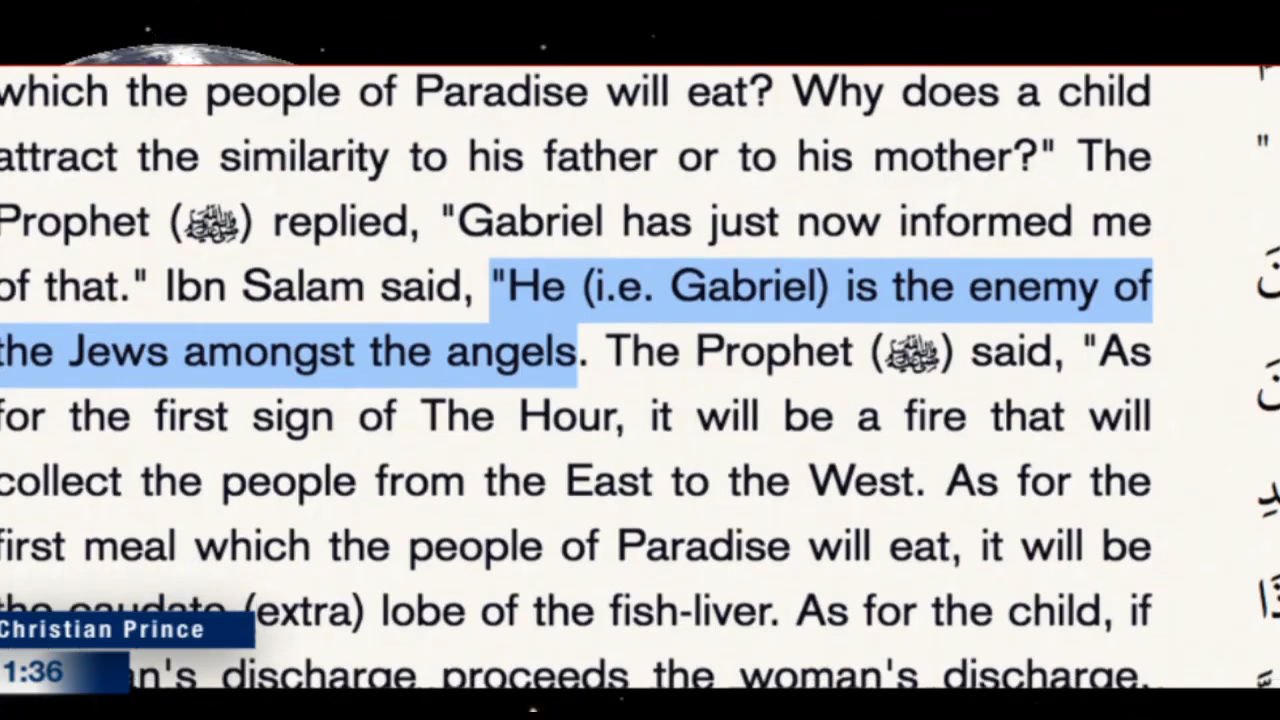 which the people of Paradise will eat? Why does a child
attract the similarity to his father or to his mother?" The
Prophet (ﷺ) replied, "Gabriel has just now informed me
of that." Ibn Salam said, "He (i.e. Gabriel) is the enemy of
the Jews amongst the angels. The Prophet (ﷺ) said, "As
for the first sign of The Hour, it will be a fire that will
collect the people from the East to the West. As for the
first meal which the people of Paradise will eat, it will be
the caudate (extra) lobe of the fish-liver. As for the child, if
an's discharge proceeds the woman's discharge,
Christian Prince
1:36